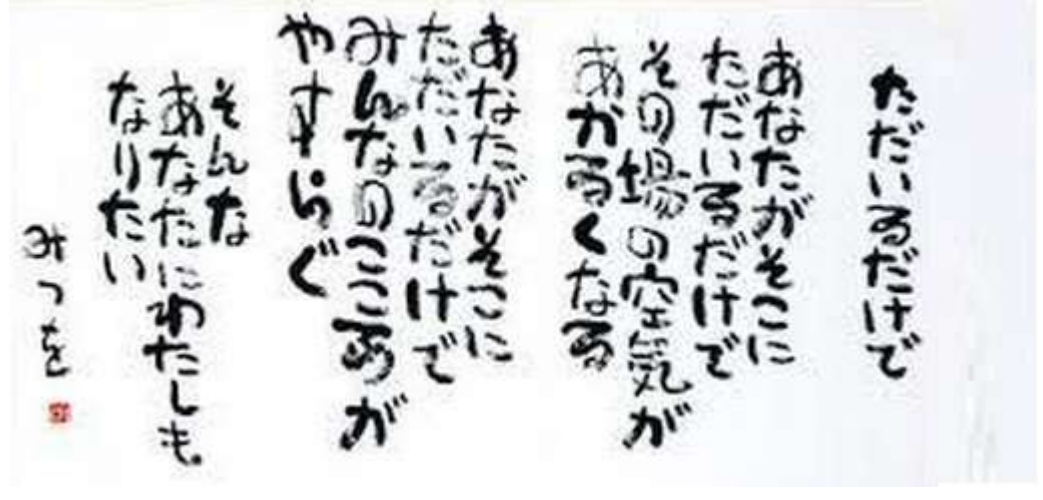 ただいるだけで
あなたがそこに
ただいるだけで
その場の空気が
あかるくなる
あなたがそこに
ただいるだけで
みんなのこころが
やすらぐ
そんな
あなたにわたしも
なりたい
みつを